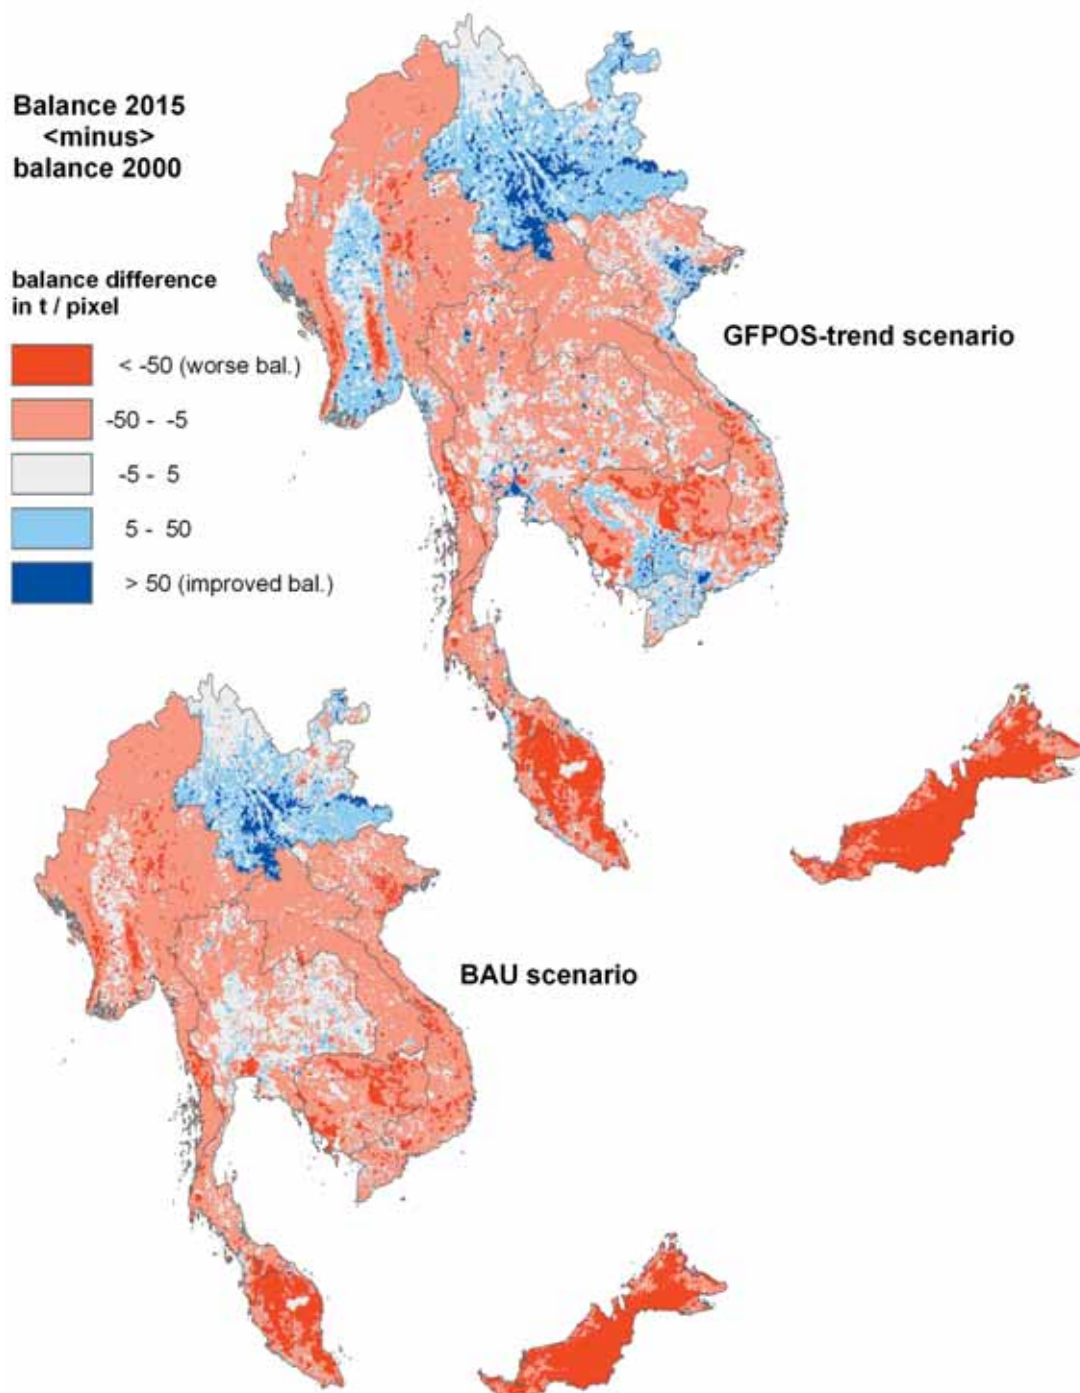 Balance 2015
<minus>
balance 2000
balance difference
in t / pixel
< -50 (worse bal.)
-50 - -5
-5 - 5
5 - 50
> 50 (improved bal.)
GFPOS-trend scenario
BAU scenario